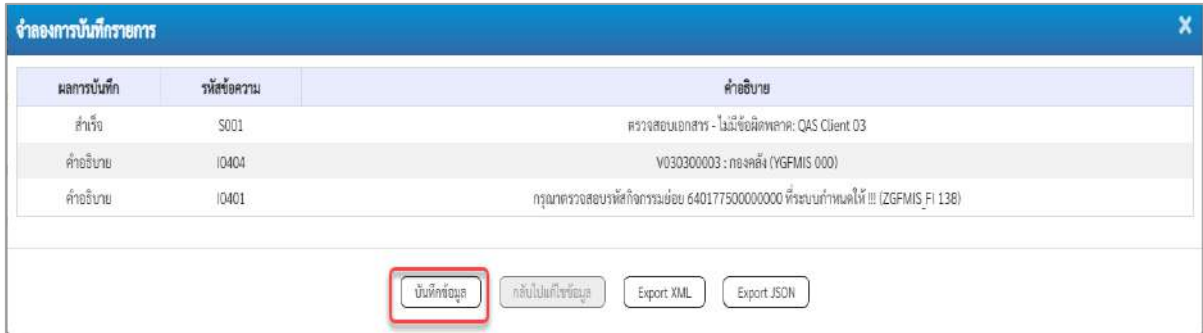 จำลองการบันทึกรายการ X
ผลการบันทึก รหัสข้อความ คำอธิบาย
สำเร็จ S001 ตรวจสอบเอกสาร - ไม่มีข้อผิดพลาด: QAS Client 03
คำอธิบาย I0404 V030300003 : กองคลัง (YGFMIS 000)
คำอธิบาย I0401 กรุณาตรวจสอบรหัสกิจกรรมย่อย 640177500000000 ที่ระบบกำหนดให้ !!! (ZGFMIS_FI 138)
บันทึกข้อมูล กลับไปแก้ไขข้อมูล Export XML Export JSON